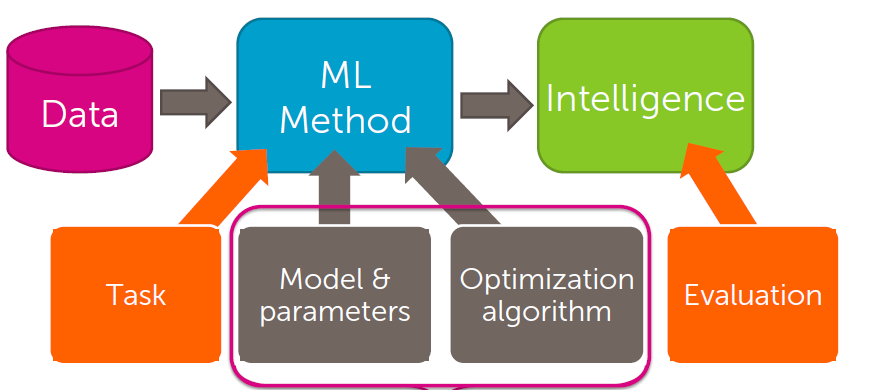 Data
ML
Method
Intelligence
Task
Model &
parameters
Optimization
algorithm
Evaluation